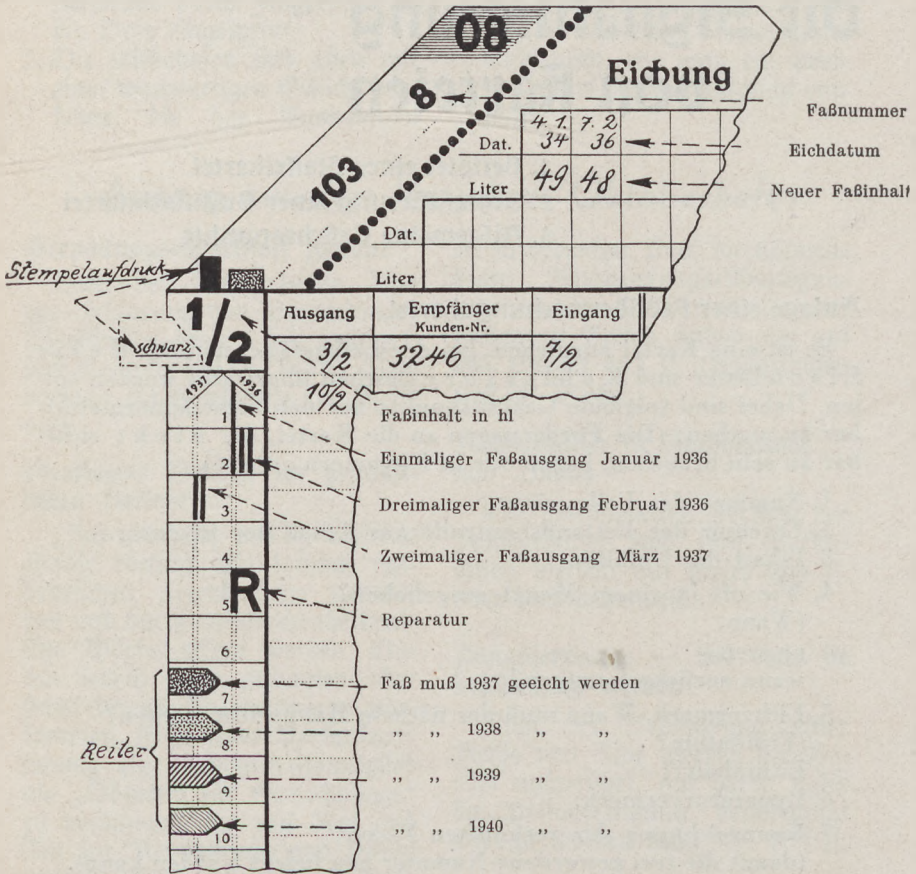 08
Eichung
8
Faßnummer
103
Dat.
4. 1. 34
7. 2 36
Eichdatum
Liter
49
48
Neuer Faßinhalt
Dat.
Liter
Stempelaufdruck
schwarz
1/2
Ausgang
Empfänger
Kunden-Nr.
Eingang
3/2
3246
7/2
10/2
1937
1936
Faßinhalt in hl
1
Einmaliger Faßausgang Januar 1936
2
Dreimaliger Faßausgang Februar 1936
3
Zweimaliger Faßausgang März 1937
4
R
5
Reparatur
6
Reiter
Faß muß 1937 geeicht werden
7
„ „ 1938 „ „
8
„ „ 1939 „ „
9
„ „ 1940 „ „
10